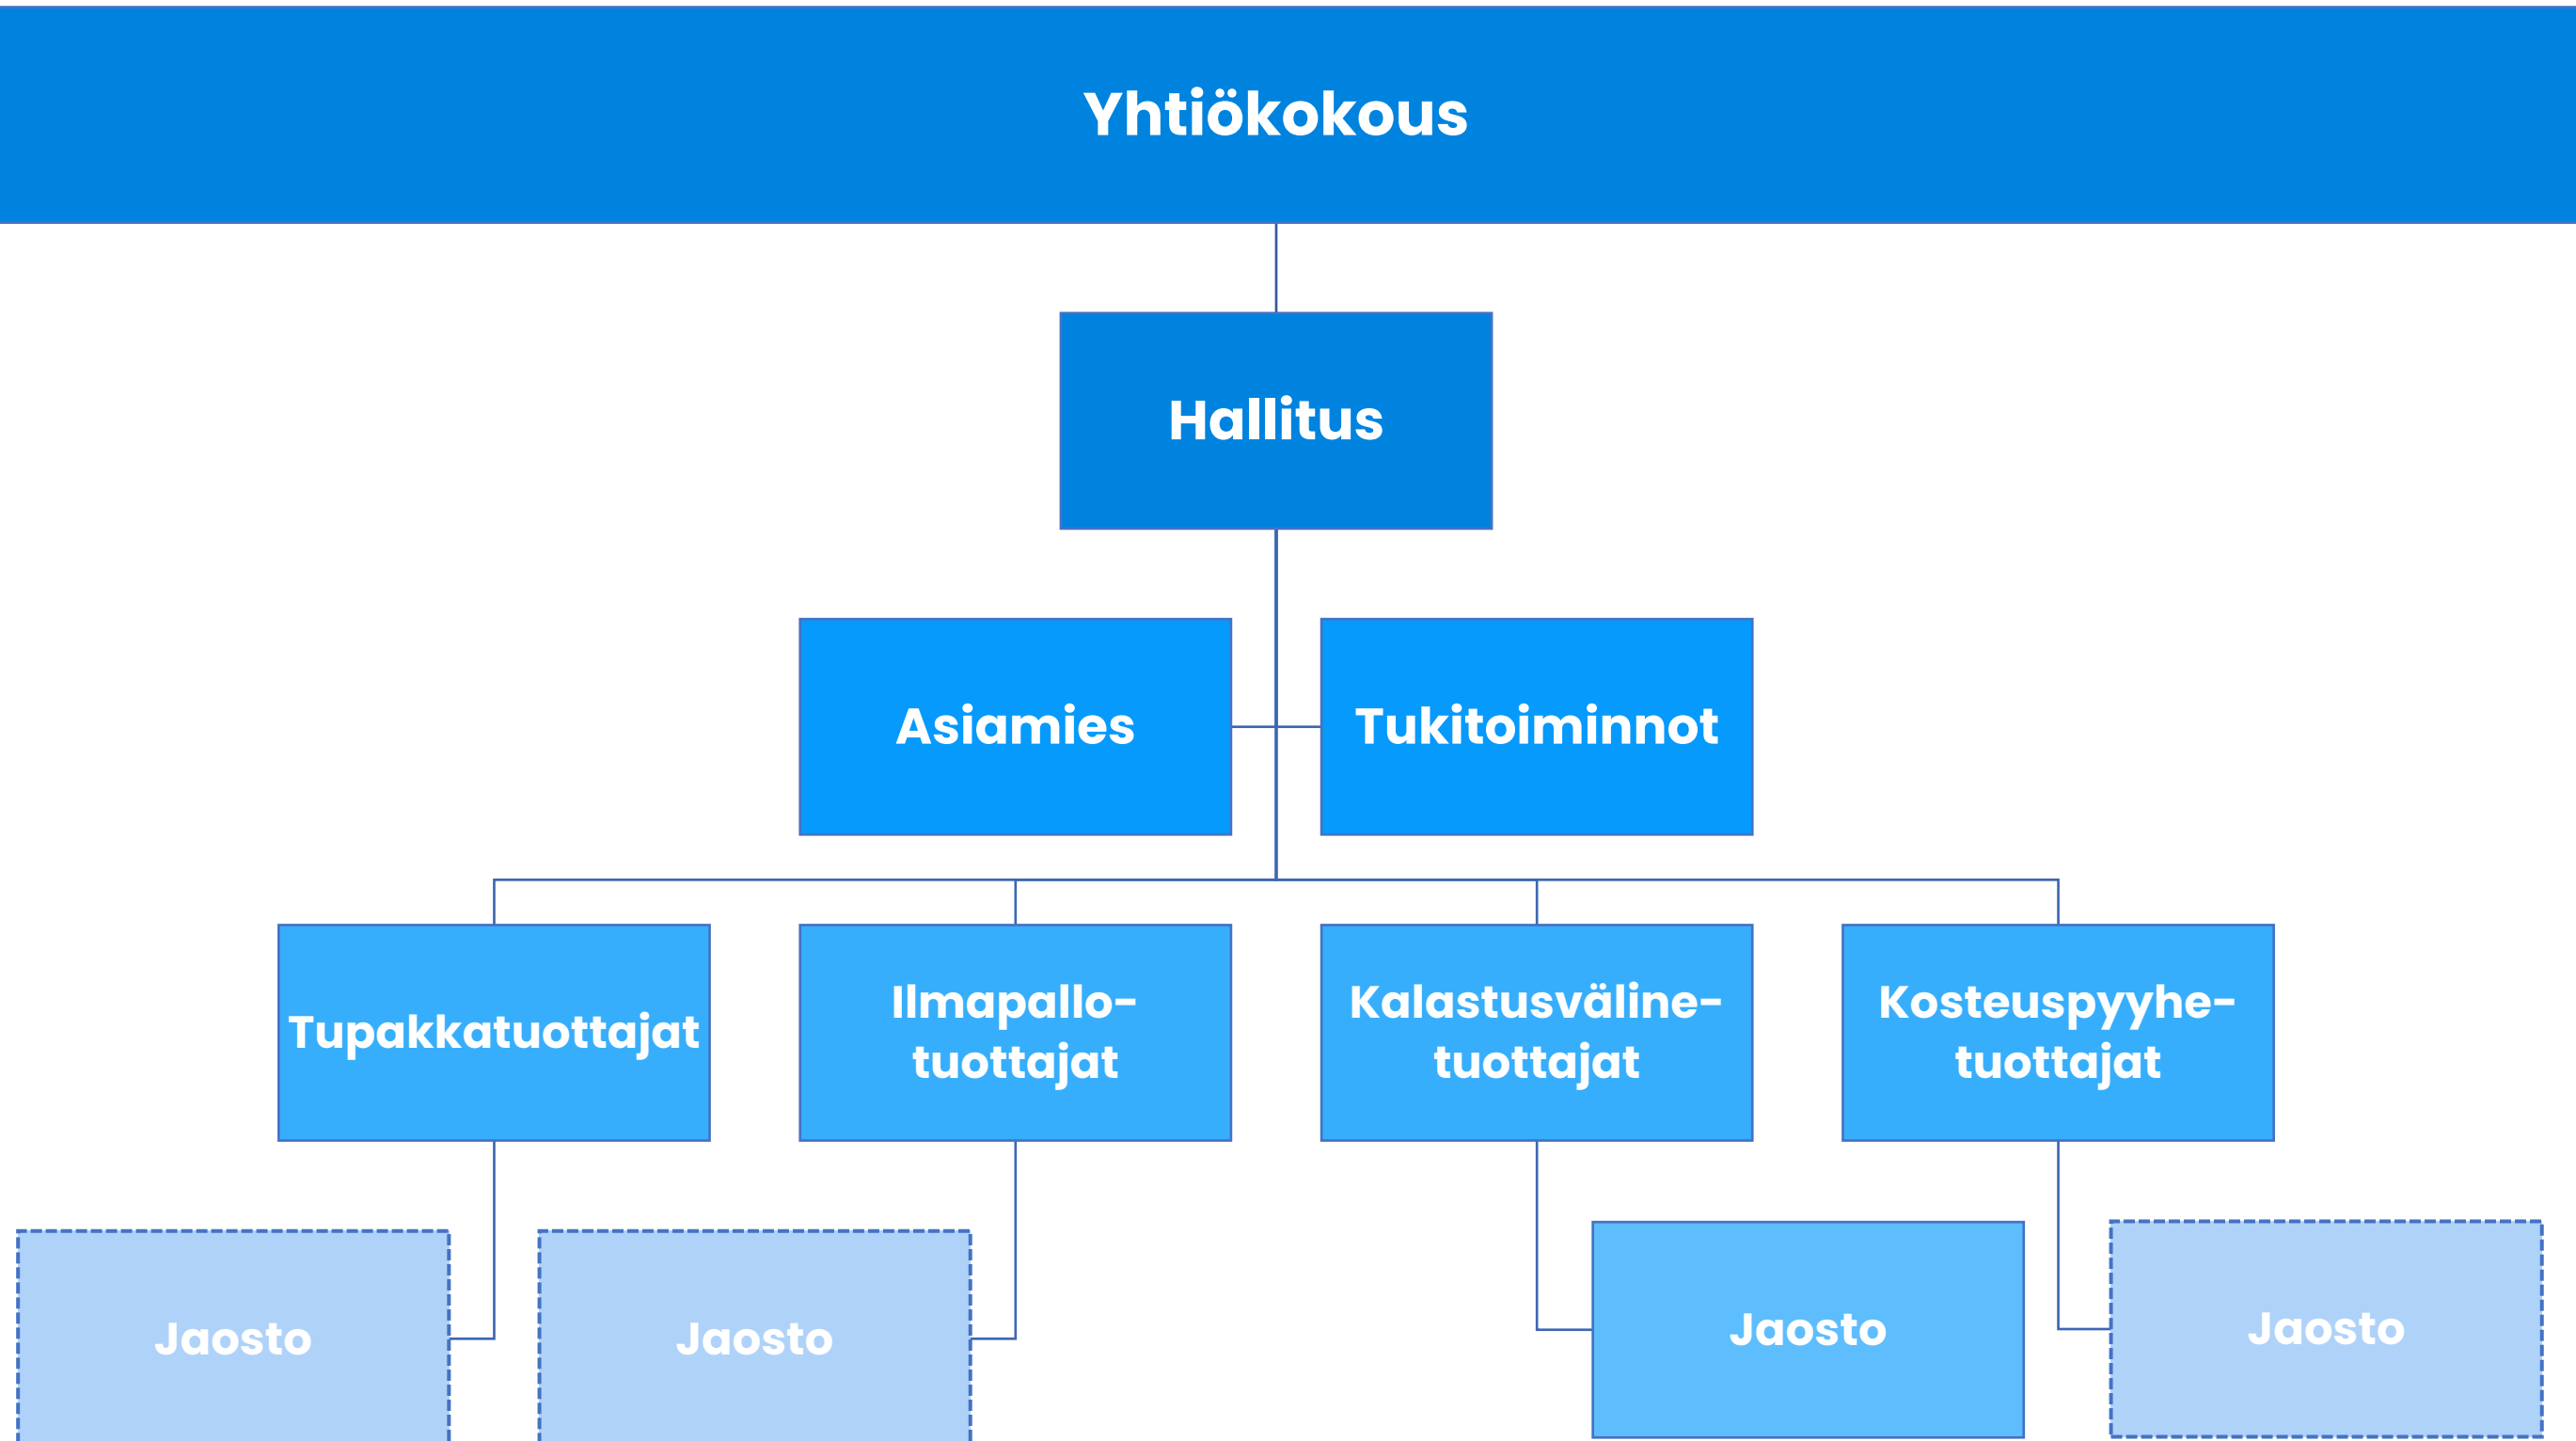 Yhtiökokous
Hallitus
Asiamies
Tukitoiminnot
Tupakkatuottajat
Ilmapallo-
tuottajat
Kalastusväline-
tuottajat
Kosteuspyyhe-
tuottajat
Jaosto
Jaosto
Jaosto
Jaosto